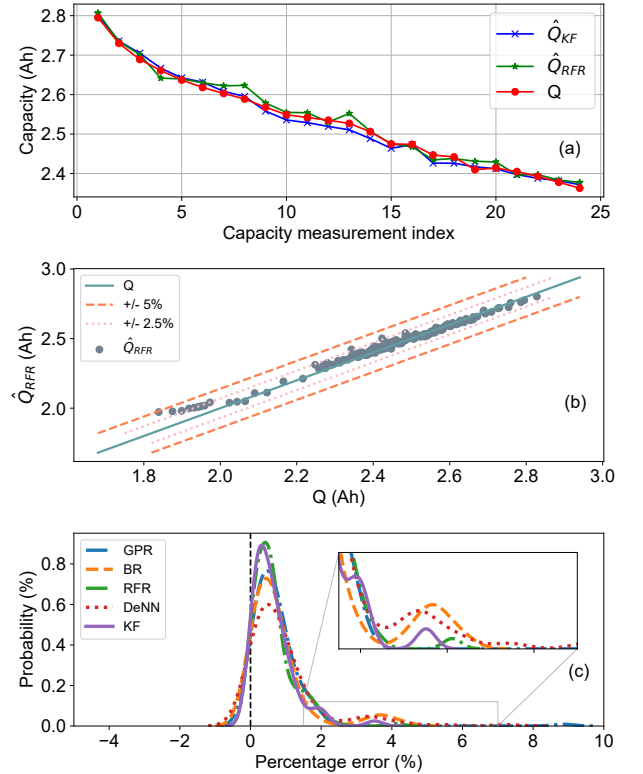 2.8
2.7
2.6
2.5
2.4
Capacity (Ah)
Q̂_KF
Q̂_RFR
Q
(a)
0 5 10 15 20 25
Capacity measurement index
3.0
2.5
2.0
Q̂_RFR (Ah)
Q
+/- 5%
+/- 2.5%
Q̂_RFR
(b)
1.8 2.0 2.2 2.4 2.6 2.8 3.0
Q (Ah)
0.8
0.6
0.4
0.2
0.0
Probability (%)
GPR
BR
RFR
DeNN
KF
(c)
−4 −2 0 2 4 6 8 10
Percentage error (%)